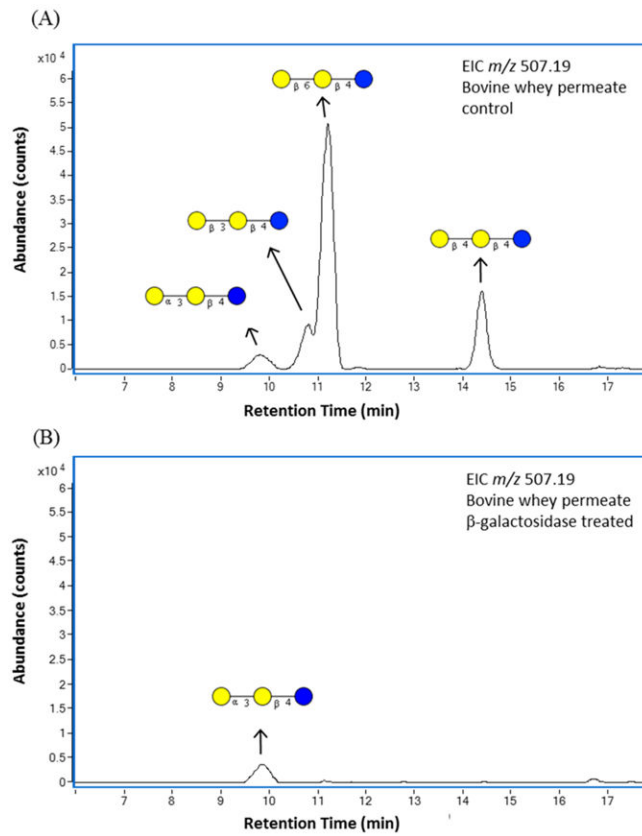 (A)
x10 4
6
5.5
5
4.5
4
3.5
3
2.5
2
1.5
1
0.5
0
Abundance (counts)
EIC m/z 507.19
Bovine whey permeate
control
β 6 β 4
β 3 β 4
β 4 β 4
α 3 β 4
7 8 9 10 11 12 13 14 15 16 17
Retention Time (min)
(B)
x10 4
6
5.5
5
4.5
4
3.5
3
2.5
2
1.5
1
0.5
0
Abundance (counts)
EIC m/z 507.19
Bovine whey permeate
β-galactosidase treated
α 3 β 4
7 8 9 10 11 12 13 14 15 16 17
Retention Time (min)